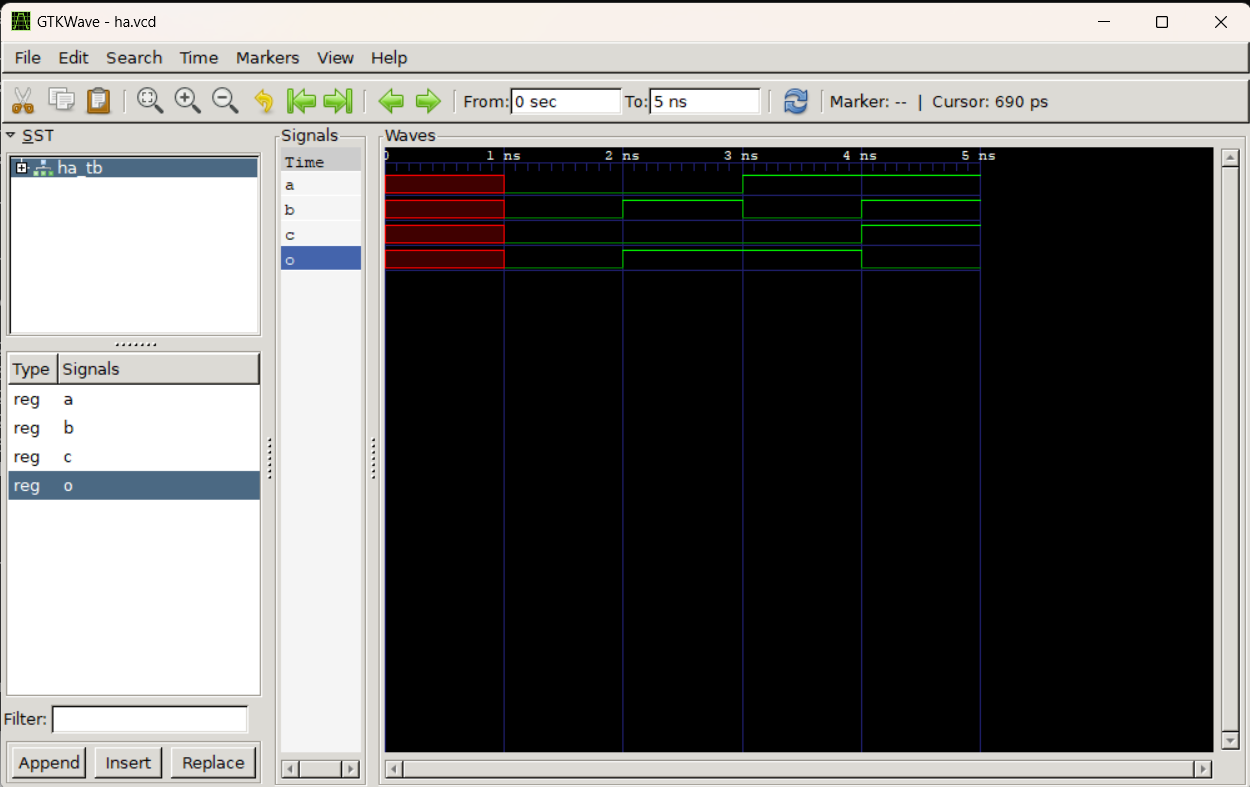 GTKWave - ha.vcd
File Edit Search Time Markers View Help
From: 0 sec To: 5 ns Marker: -- | Cursor: 690 ps
SST
ha_tb
Type Signals
reg a
reg b
reg c
reg o
Filter:
Append Insert Replace
Signals
Time
a
b
c
o
Waves
0 1 ns 2 ns 3 ns 4 ns 5 ns